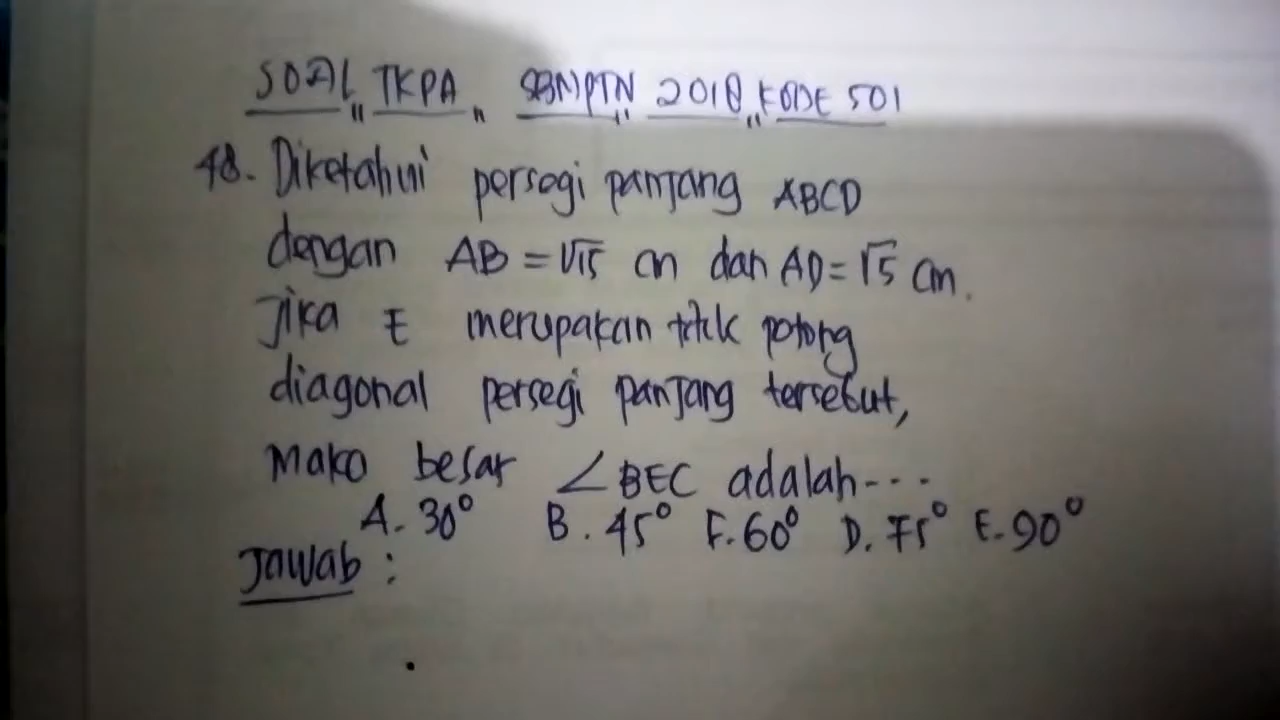 SOAL TKPA SBMPTN 2018 KODE 501
48. Diketahui persegi panjang ABCD
dengan AB = √15 cm dan AD = √5 cm.
Jika E merupakan titik potong
diagonal persegi panjang tersebut,
maka besar ∠BEC adalah....
A. 30° B. 45° F. 60° D. 75° E. 90°
Jawab :